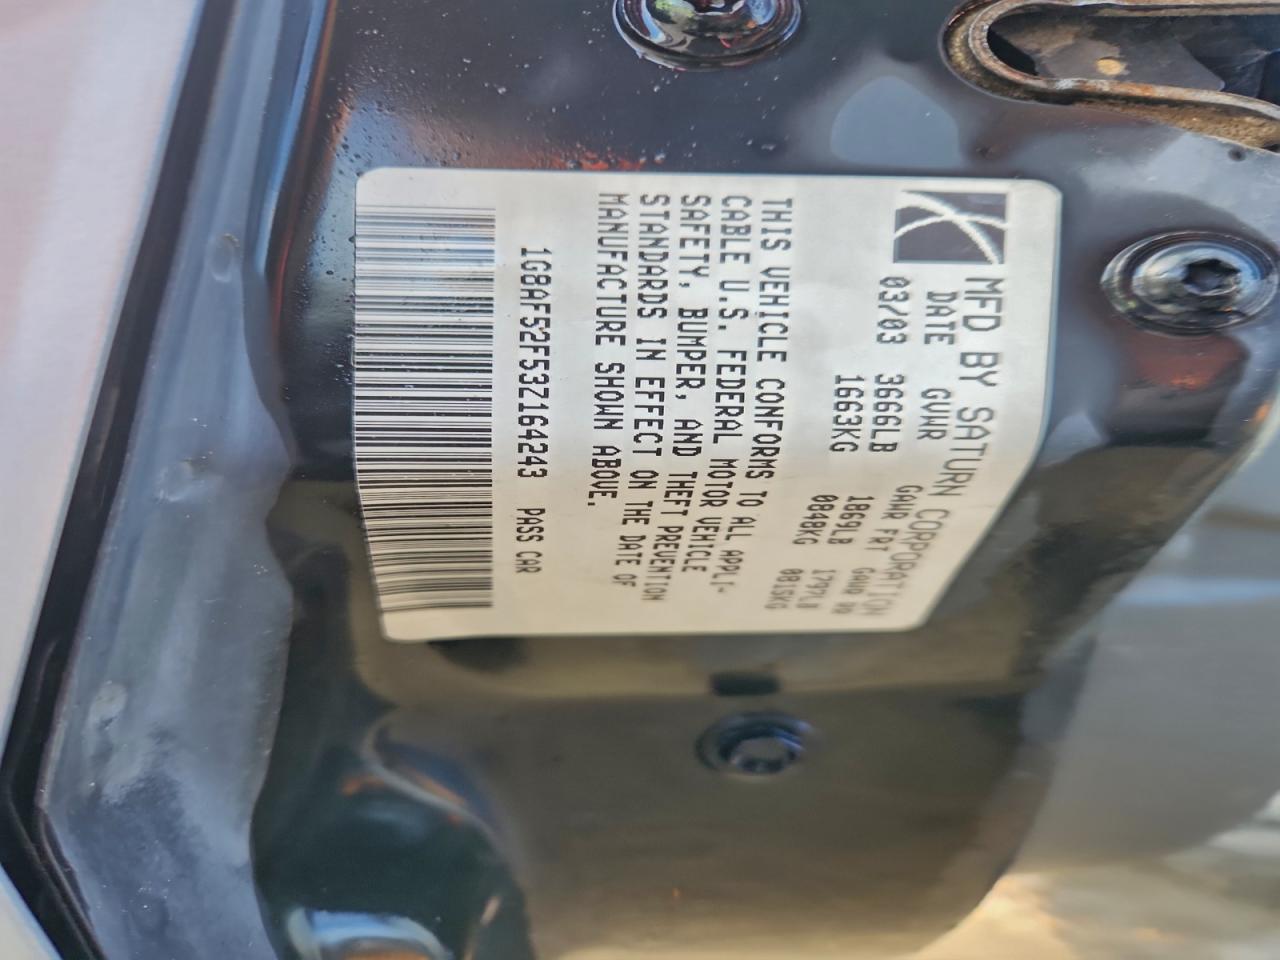 MFD BY SATURN CORPORATION
DATE GVWR GAWR FRT GAWR RR
03/03 3666LB 1869LB 1797LB
1663KG 0848KG 0815KG
THIS VEHICLE CONFORMS TO ALL APPLI-
CABLE U.S. FEDERAL MOTOR VEHICLE
SAFETY, BUMPER, AND THEFT PREVENTION
STANDARDS IN EFFECT ON THE DATE OF
MANUFACTURE SHOWN ABOVE.
1G8AF52F53Z164243 PASS CAR